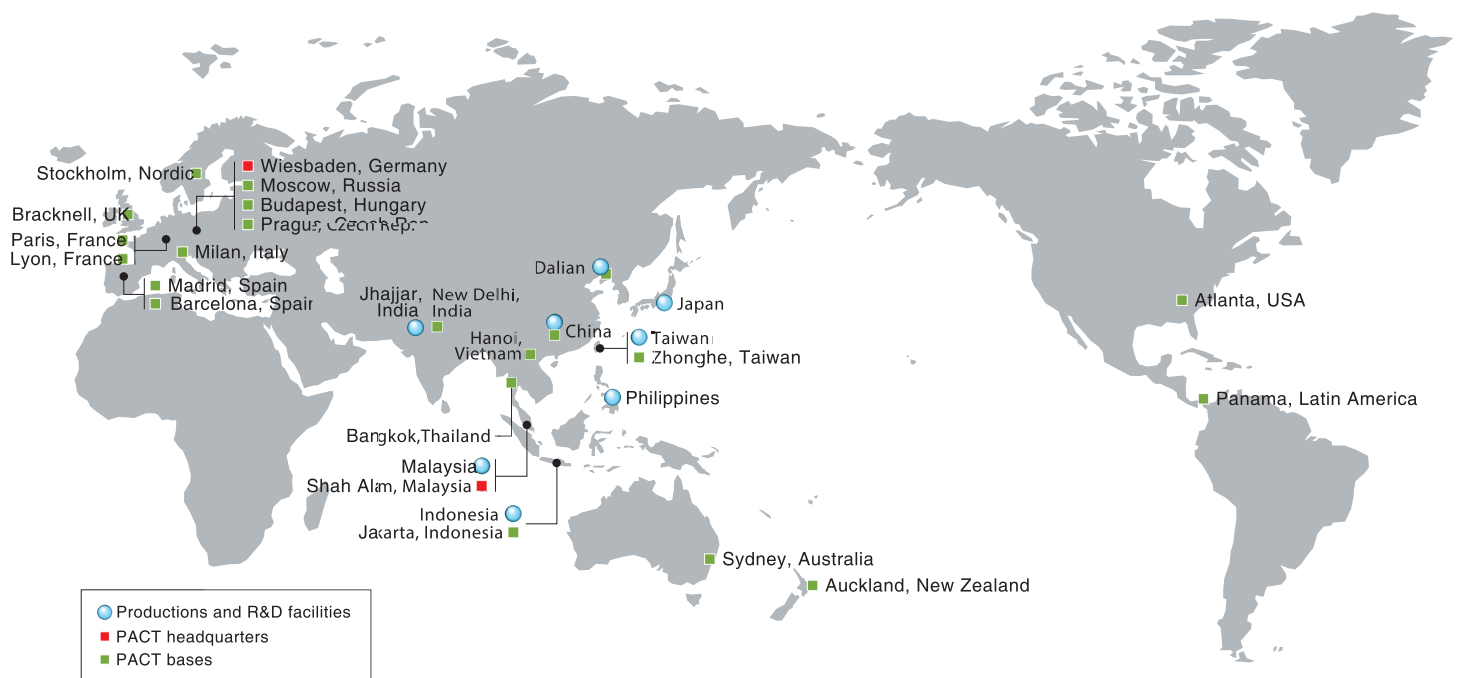 Stockholm, Nordic
Wiesbaden, Germany
Moscow, Russia
Budapest, Hungary
Bracknell, UK
Paris, France
Lyon, France
Milan, Italy
Madrid, Spain
Barcelona, Spain
Dalian
Jhajjar,
India
New Delhi,
India
Japan
Atlanta, USA
China
Hanoi,
Vietnam
Taiwan
Zhonghe, Taiwan
Philippines
Panama, Latin America
Bangkok,Thailand
Malaysia
Shah Alam, Malaysia
Indonesia
Jakarta, Indonesia
Sydney, Australia
Auckland, New Zealand
Productions and R&D facilities
PACT headquarters
PACT bases